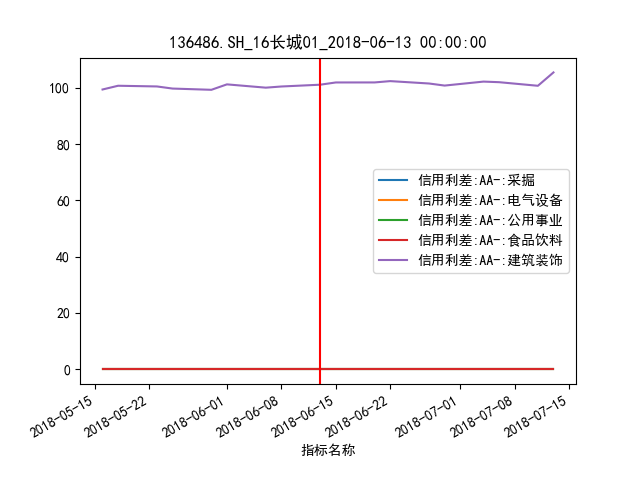 136486.SH_16长城01_2018-06-13 00:00:00
100
80
60
40
20
0
信用利差:AA-:采掘
信用利差:AA-:电气设备
信用利差:AA-:公用事业
信用利差:AA-:食品饮料
信用利差:AA-:建筑装饰
2018-05-15
2018-05-22
2018-06-01
2018-06-08
2018-06-15
2018-06-22
2018-07-01
2018-07-08
2018-07-15
指标名称